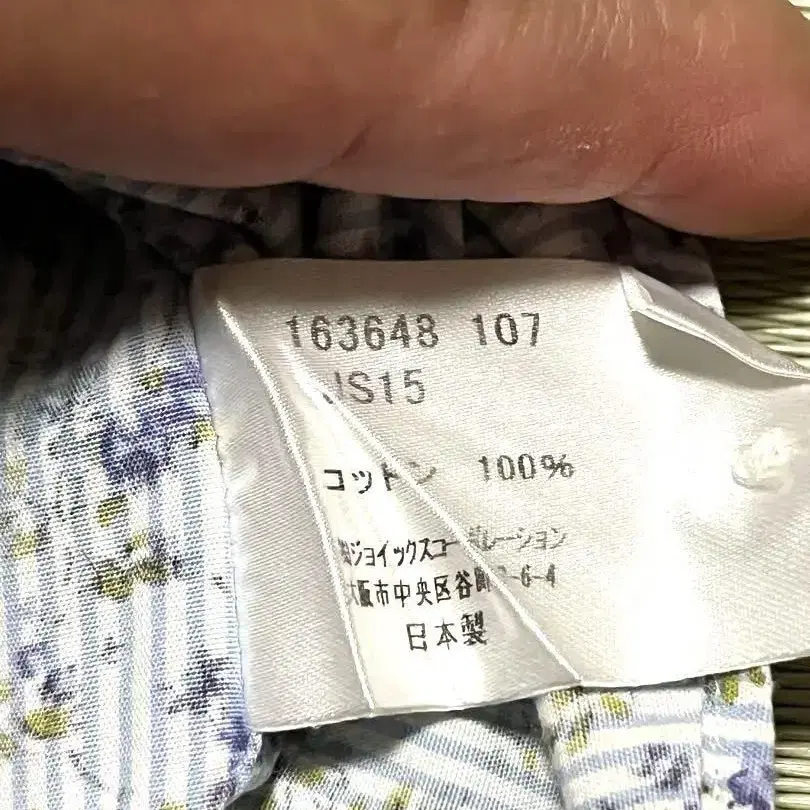 163648 107
JS15
コットン 100%
㈱ジョイックスコーポレーション
大阪市中央区谷町2-6-4
日本製